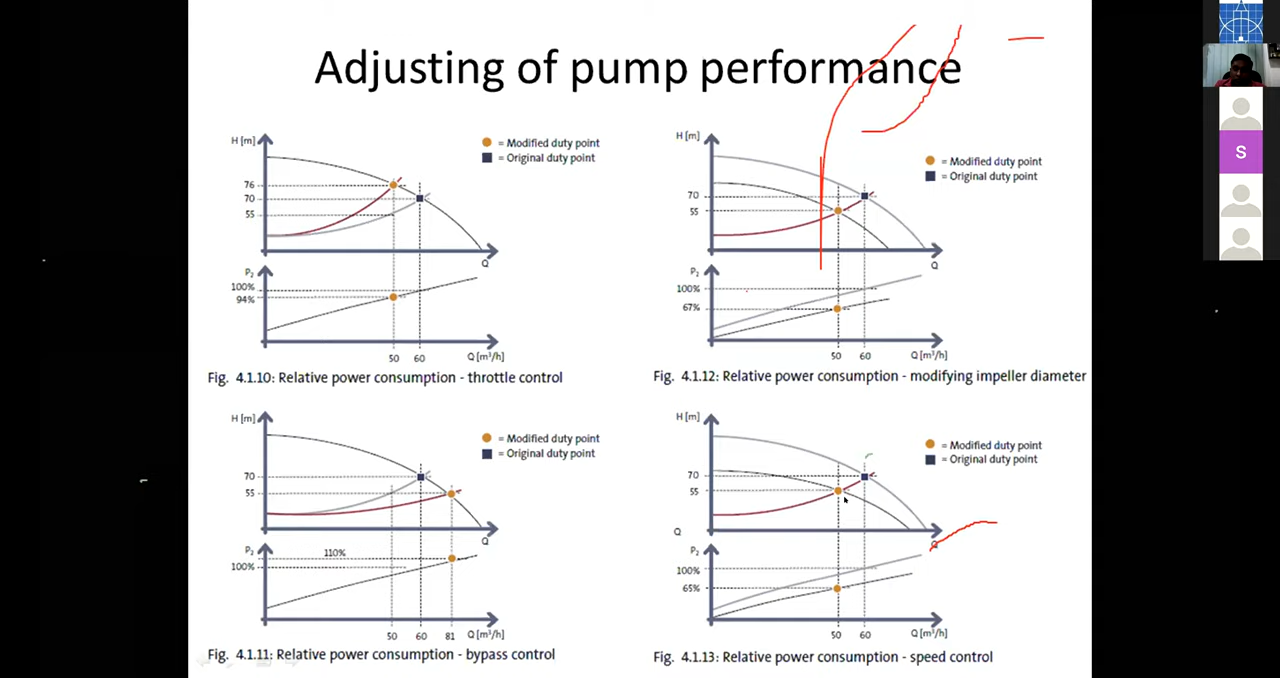 Adjusting of pump performance
H [m]
= Modified duty point
= Original duty point
76
70
55
Q
P₂
100%
94%
50 60 Q [m³/h]
Fig. 4.1.10: Relative power consumption - throttle control
H [m]
= Modified duty point
= Original duty point
70
55
Q
P₂
100%
67%
50 60 Q [m³/h]
Fig. 4.1.12: Relative power consumption - modifying impeller diameter
H [m]
= Modified duty point
= Original duty point
70
55
Q
P₂
110%
100%
50 60 81 Q [m³/h]
Fig. 4.1.11: Relative power consumption - bypass control
H [m]
= Modified duty point
= Original duty point
70
55
Q
Q
P₂
100%
65%
50 60 Q [m³/h]
Fig. 4.1.13: Relative power consumption - speed control
S